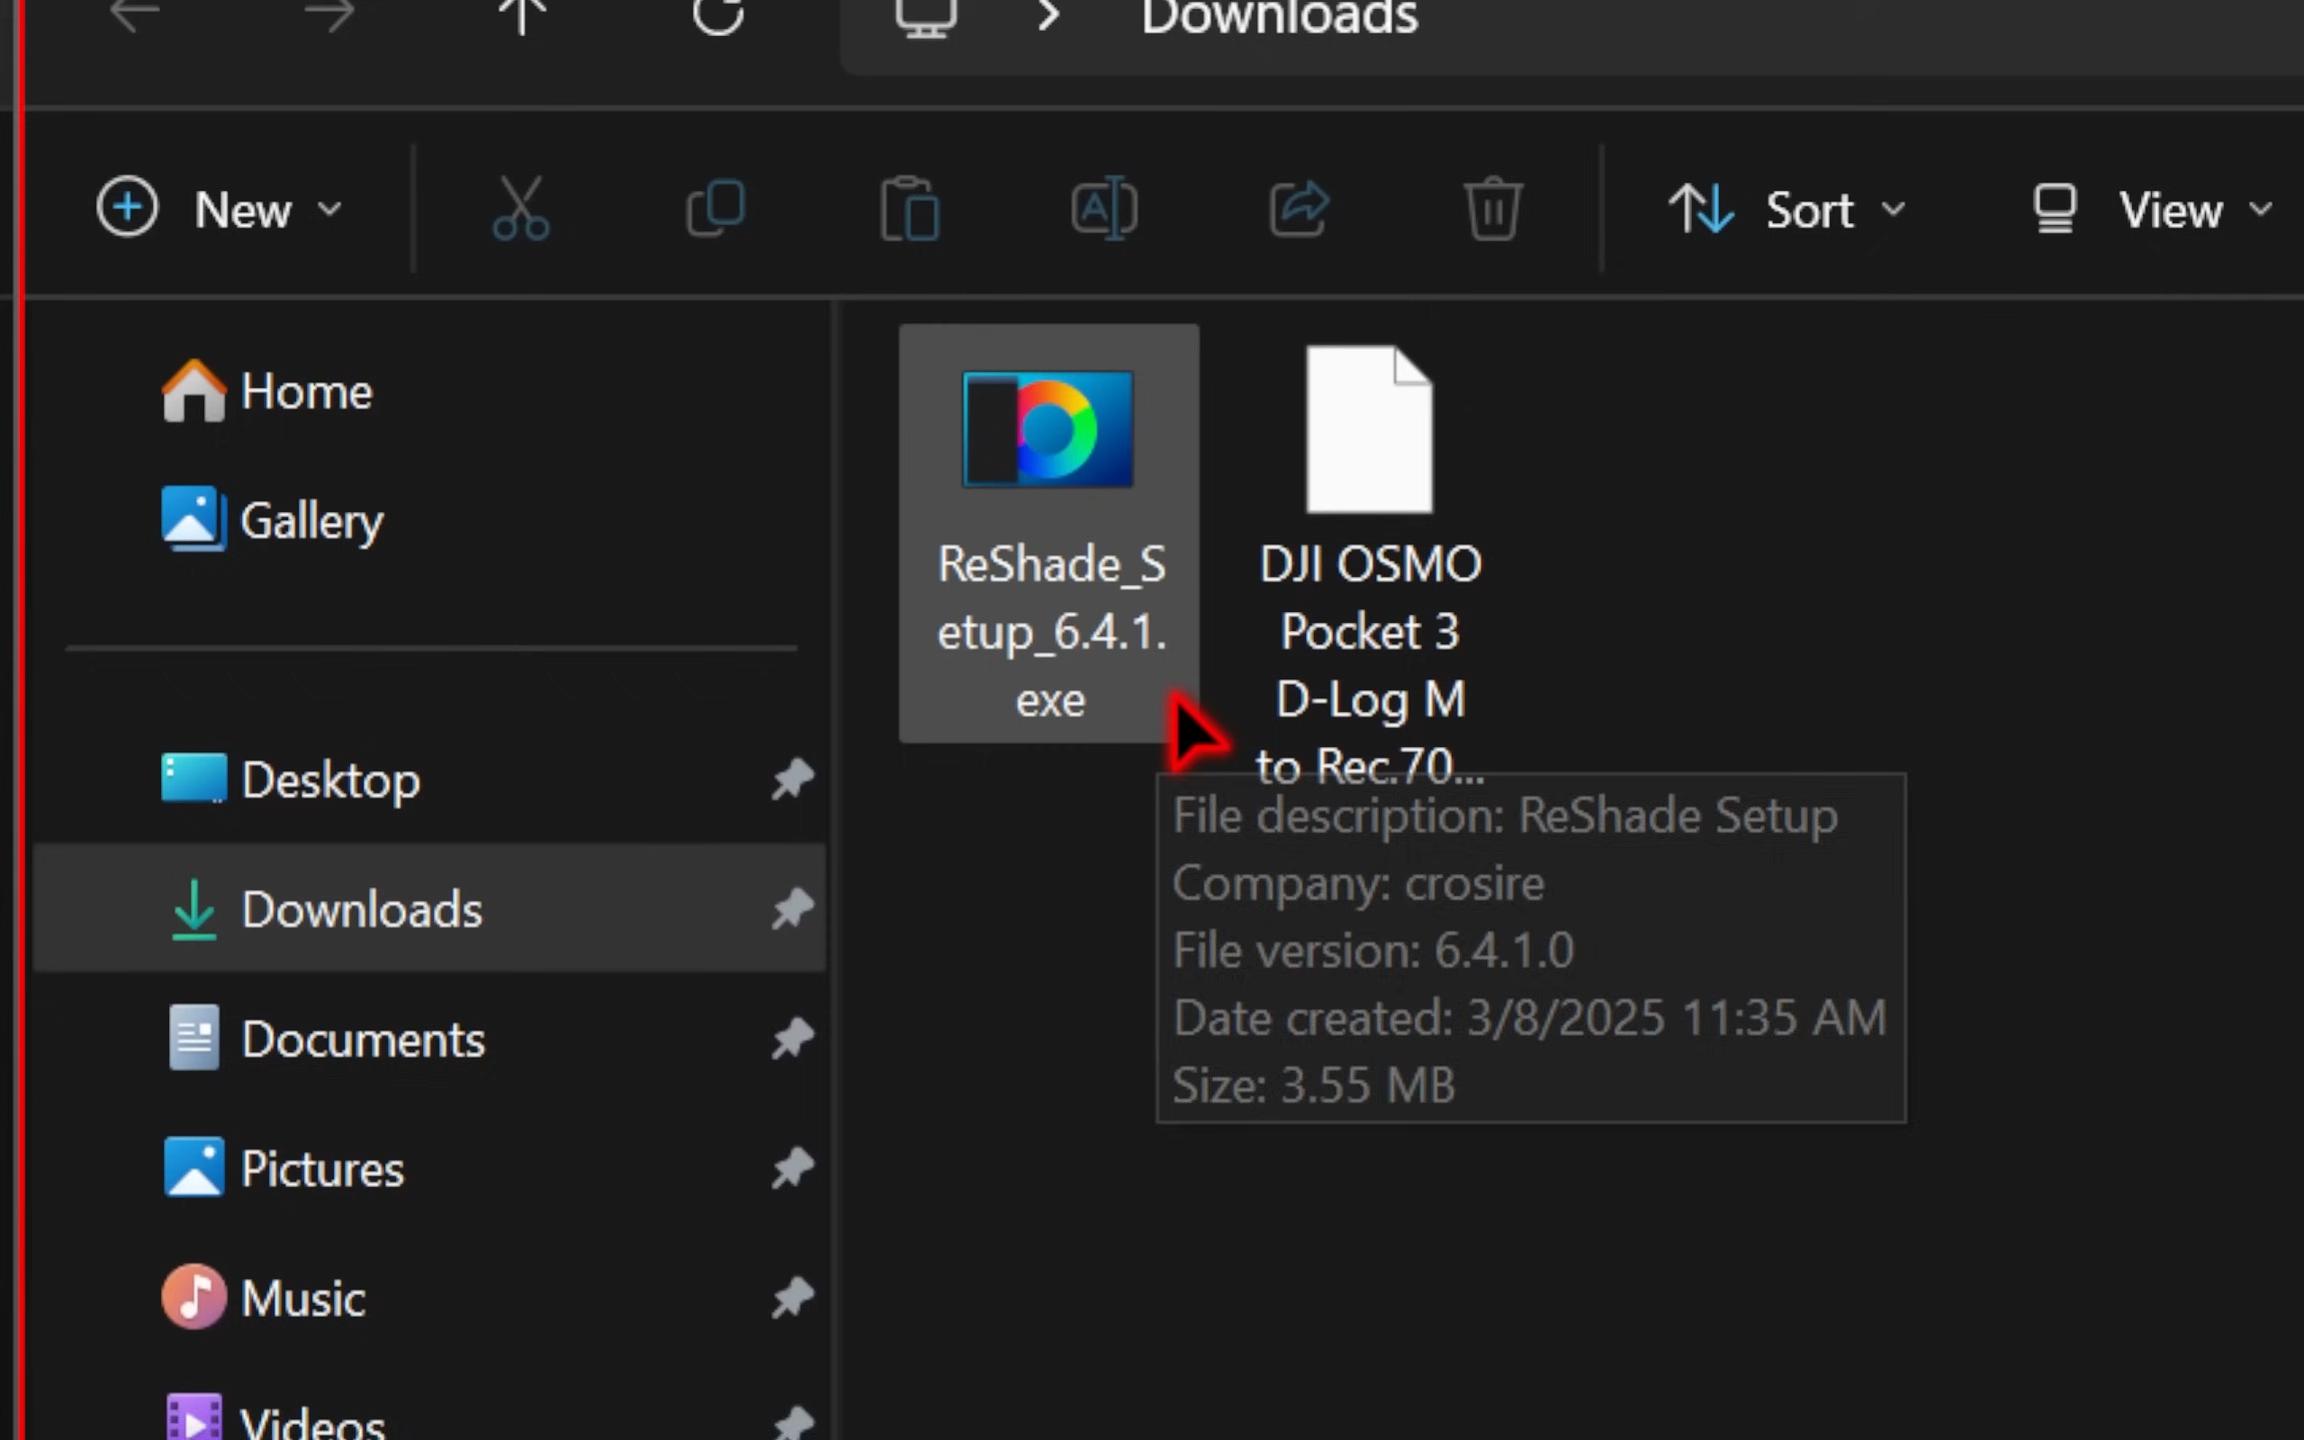 Downloads
New
Sort
View
Home
Gallery
Desktop
Downloads
Documents
Pictures
Music
Videos
ReShade_S
etup_6.4.1.
exe
DJI OSMO
Pocket 3
D-Log M
to Rec.70...
File description: ReShade Setup
Company: crosire
File version: 6.4.1.0
Date created: 3/8/2025 11:35 AM
Size: 3.55 MB